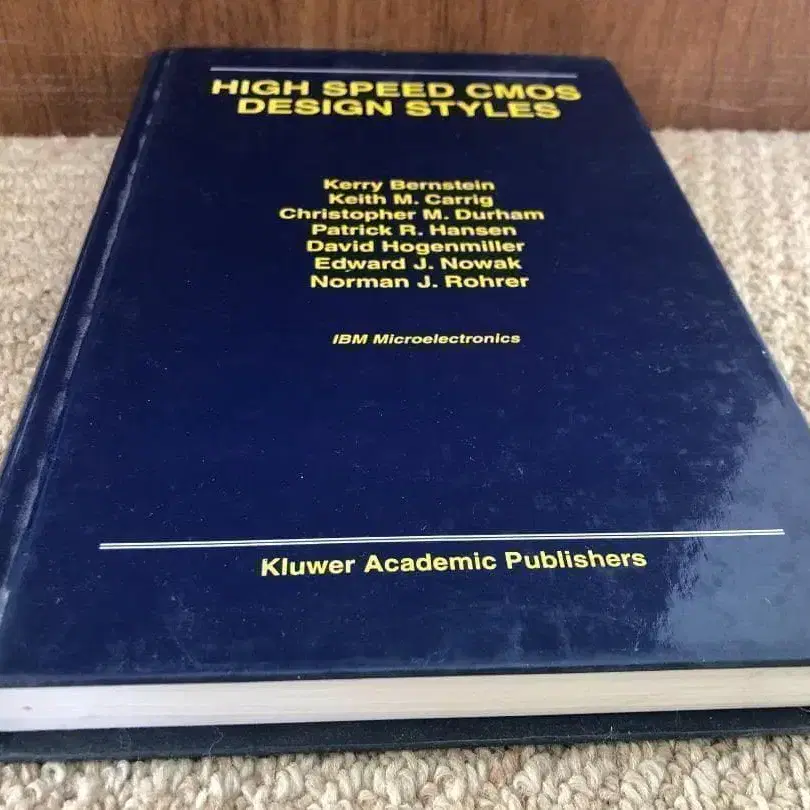 HIGH SPEED CMOS
DESIGN STYLES
Kerry Bernstein
Keith M. Carrig
Christopher M. Durham
Patrick R. Hansen
David Hogenmiller
Edward J. Nowak
Norman J. Rohrer
IBM Microelectronics
Kluwer Academic Publishers